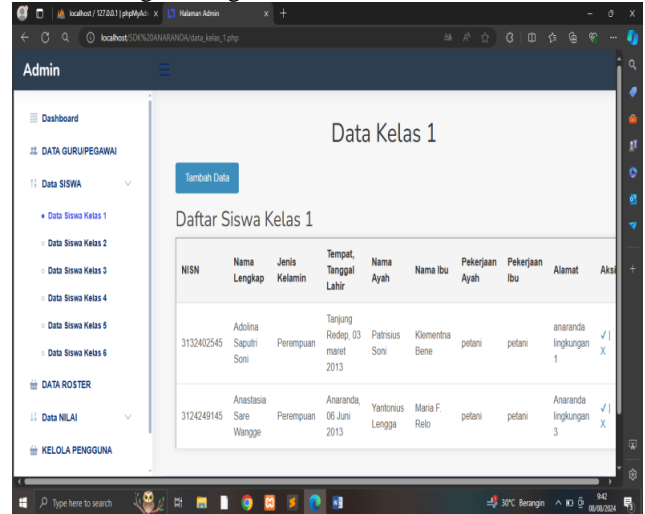 localhost / 127.0.0.1 | phpMyAd
Halaman Admin
localhost/SDK%20ANARANDA/data_kelas_1.php
Admin
Dashboard
DATA GURU/PEGAWAI
Data SISWA
Data Siswa Kelas 1
Data Siswa Kelas 2
Data Siswa Kelas 3
Data Siswa Kelas 4
Data Siswa Kelas 5
Data Siswa Kelas 6
DATA ROSTER
Data NILAI
KELOLA PENGGUNA
Data Kelas 1
Tambah Data
Daftar Siswa Kelas 1
NISN Nama Lengkap Jenis Kelamin Tempat, Tanggal Lahir Nama Ayah Nama Ibu Pekerjaan Ayah Pekerjaan Ibu Alamat Aksi
3132402545 Adolina Saputri Soni Perempuan Tanjung Redep, 03 maret 2013 Patrisius Soni Klementna Bene petani petani anaranda lingkungan 1 √ | X
3124249145 Anastasia Sare Wangge Perempuan Anaranda, 06 Juni 2013 Yantonius Lengga Maria F. Relo petani petani Anaranda lingkungan 3 √ | X
Type here to search
30°C Berangin
9:42
08/08/2024